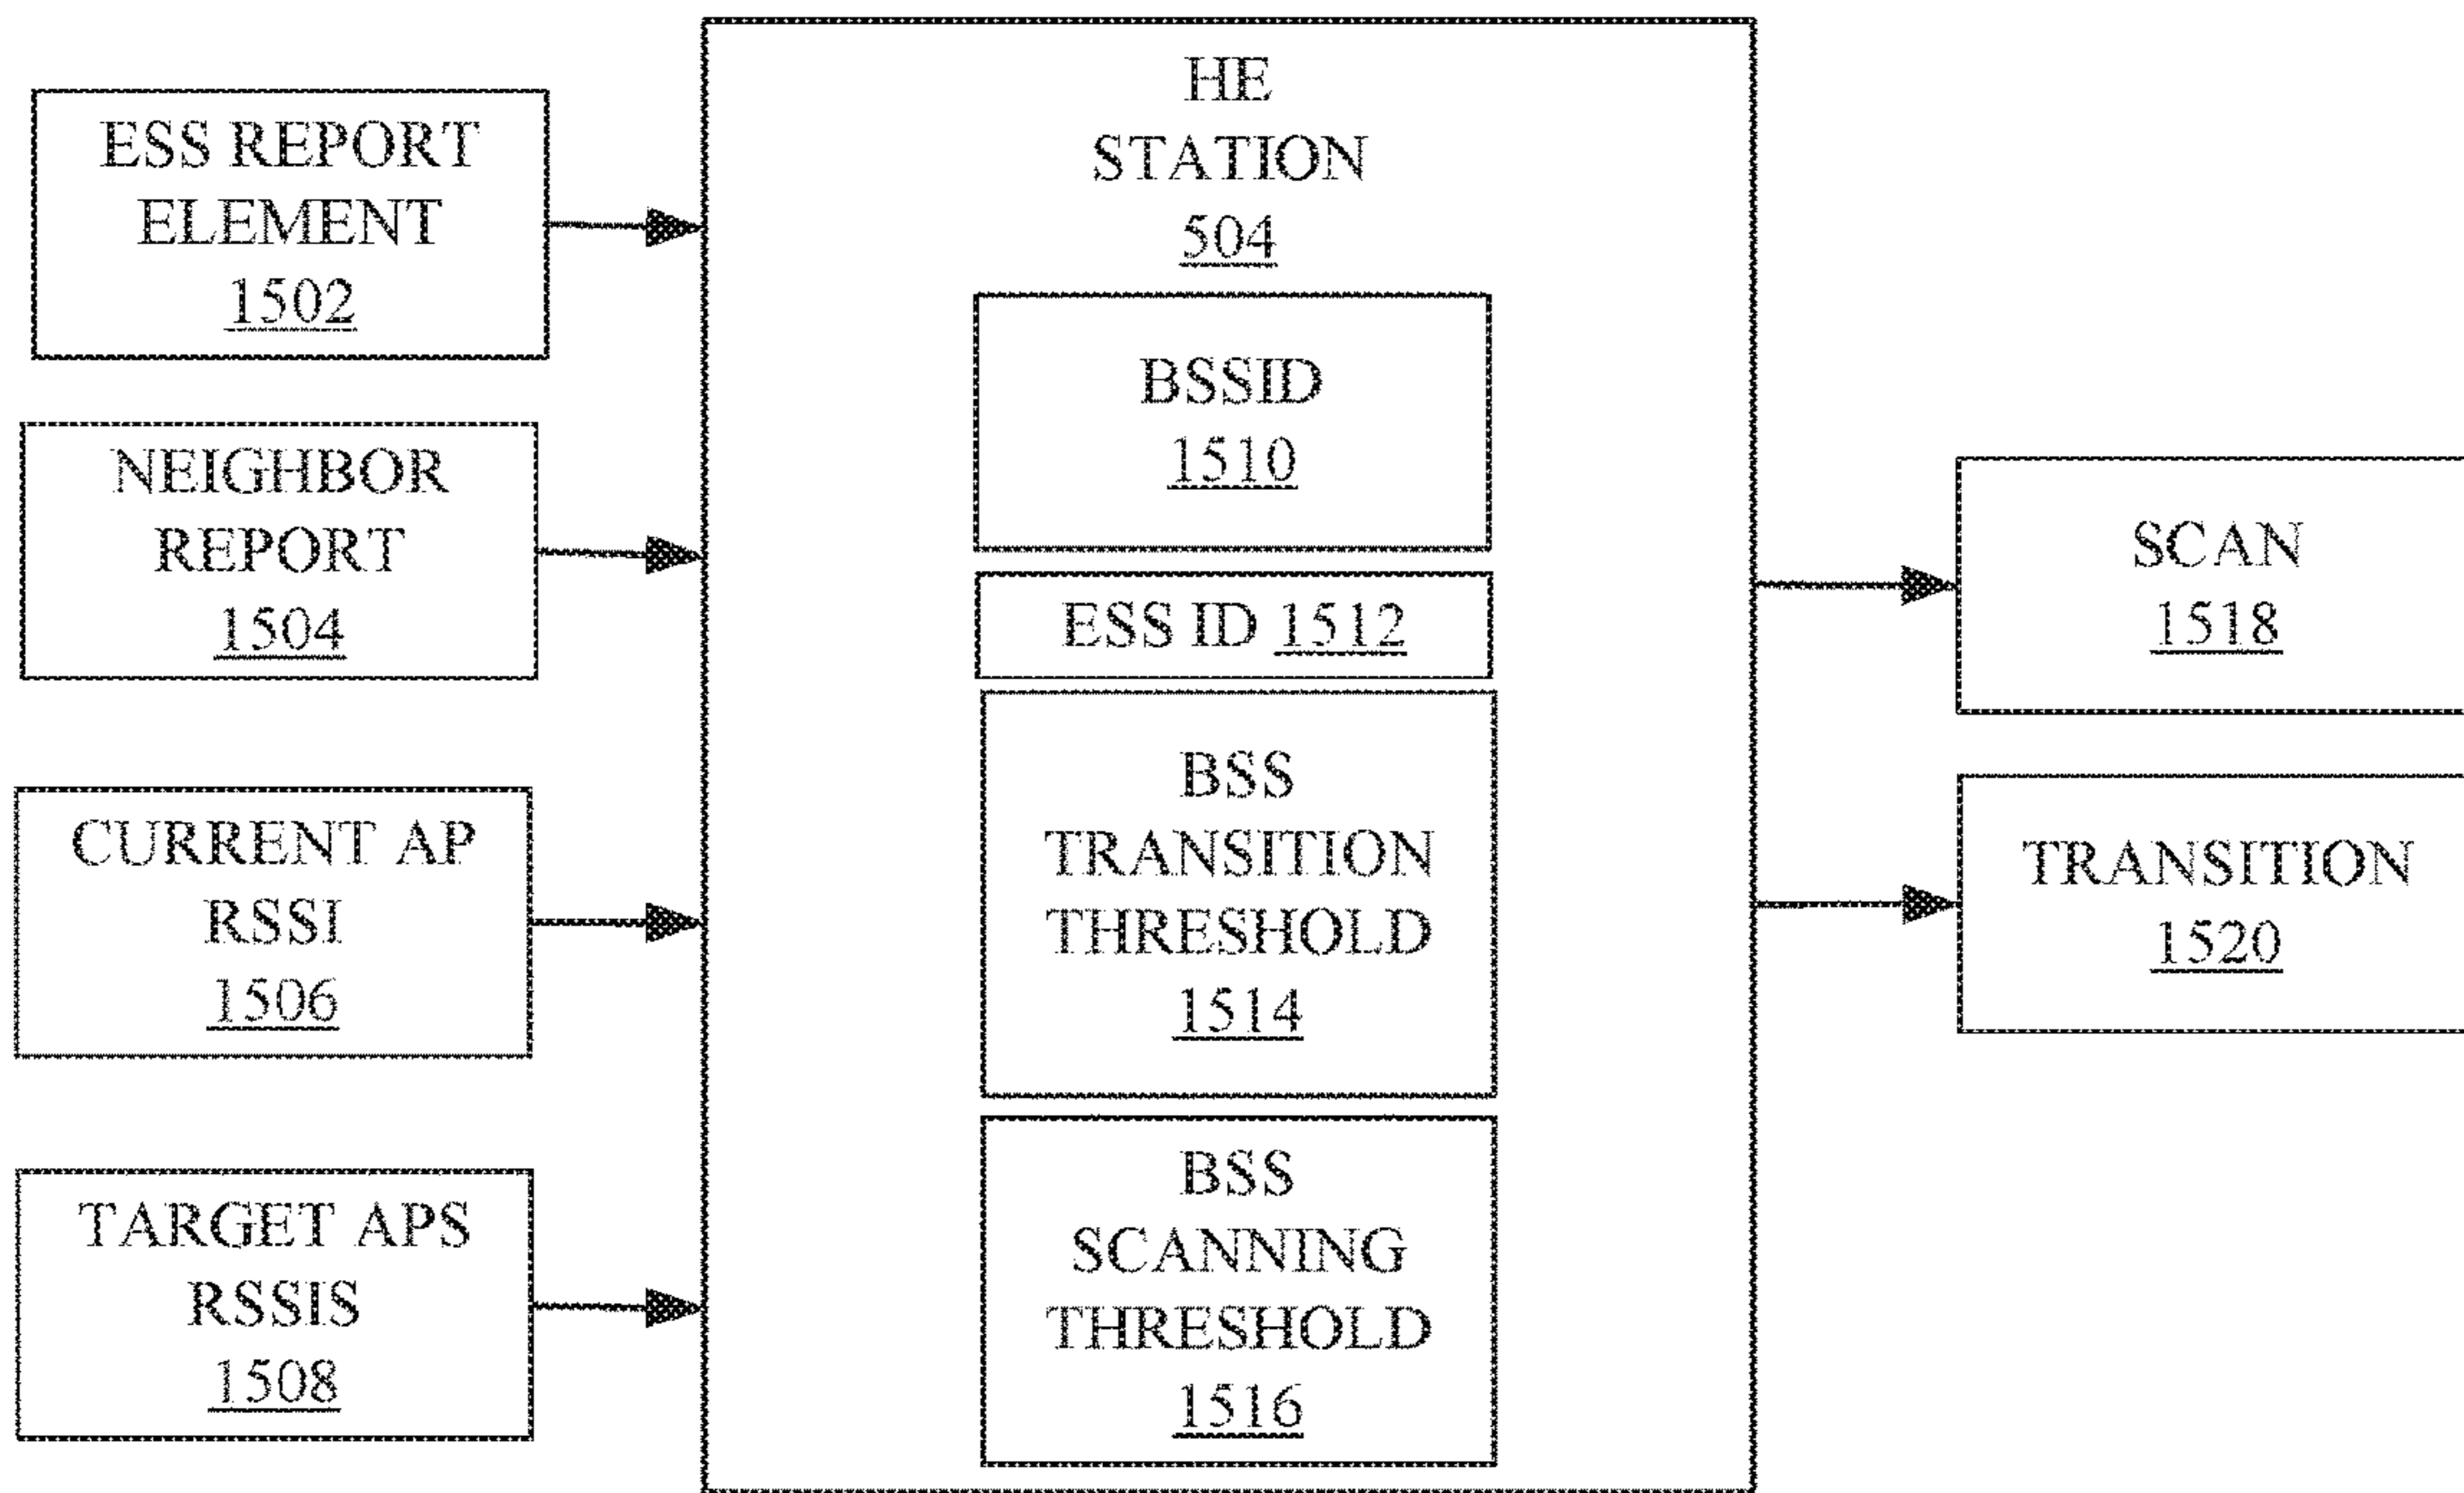 ESS REPORT
ELEMENT
1502
NEIGHBOR
REPORT
1504
CURRENT AP
RSSI
1506
TARGET APS
RSSIS
1508
HE
STATION
504
BSSID
1510
ESS ID 1512
BSS
TRANSITION
THRESHOLD
1514
BSS
SCANNING
THRESHOLD
1516
SCAN
1518
TRANSITION
1520